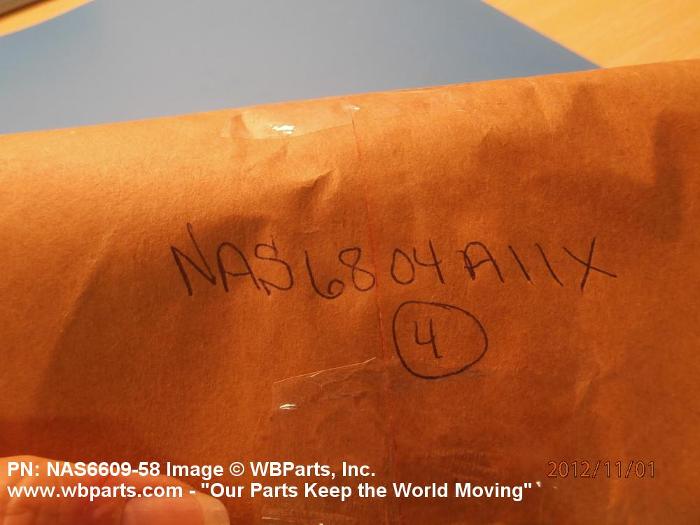 NAS6804A11X
4
PN: NAS6609-58 Image © WBParts, Inc.
2012/11/01
www.wbparts.com - "Our Parts Keep the World Moving"